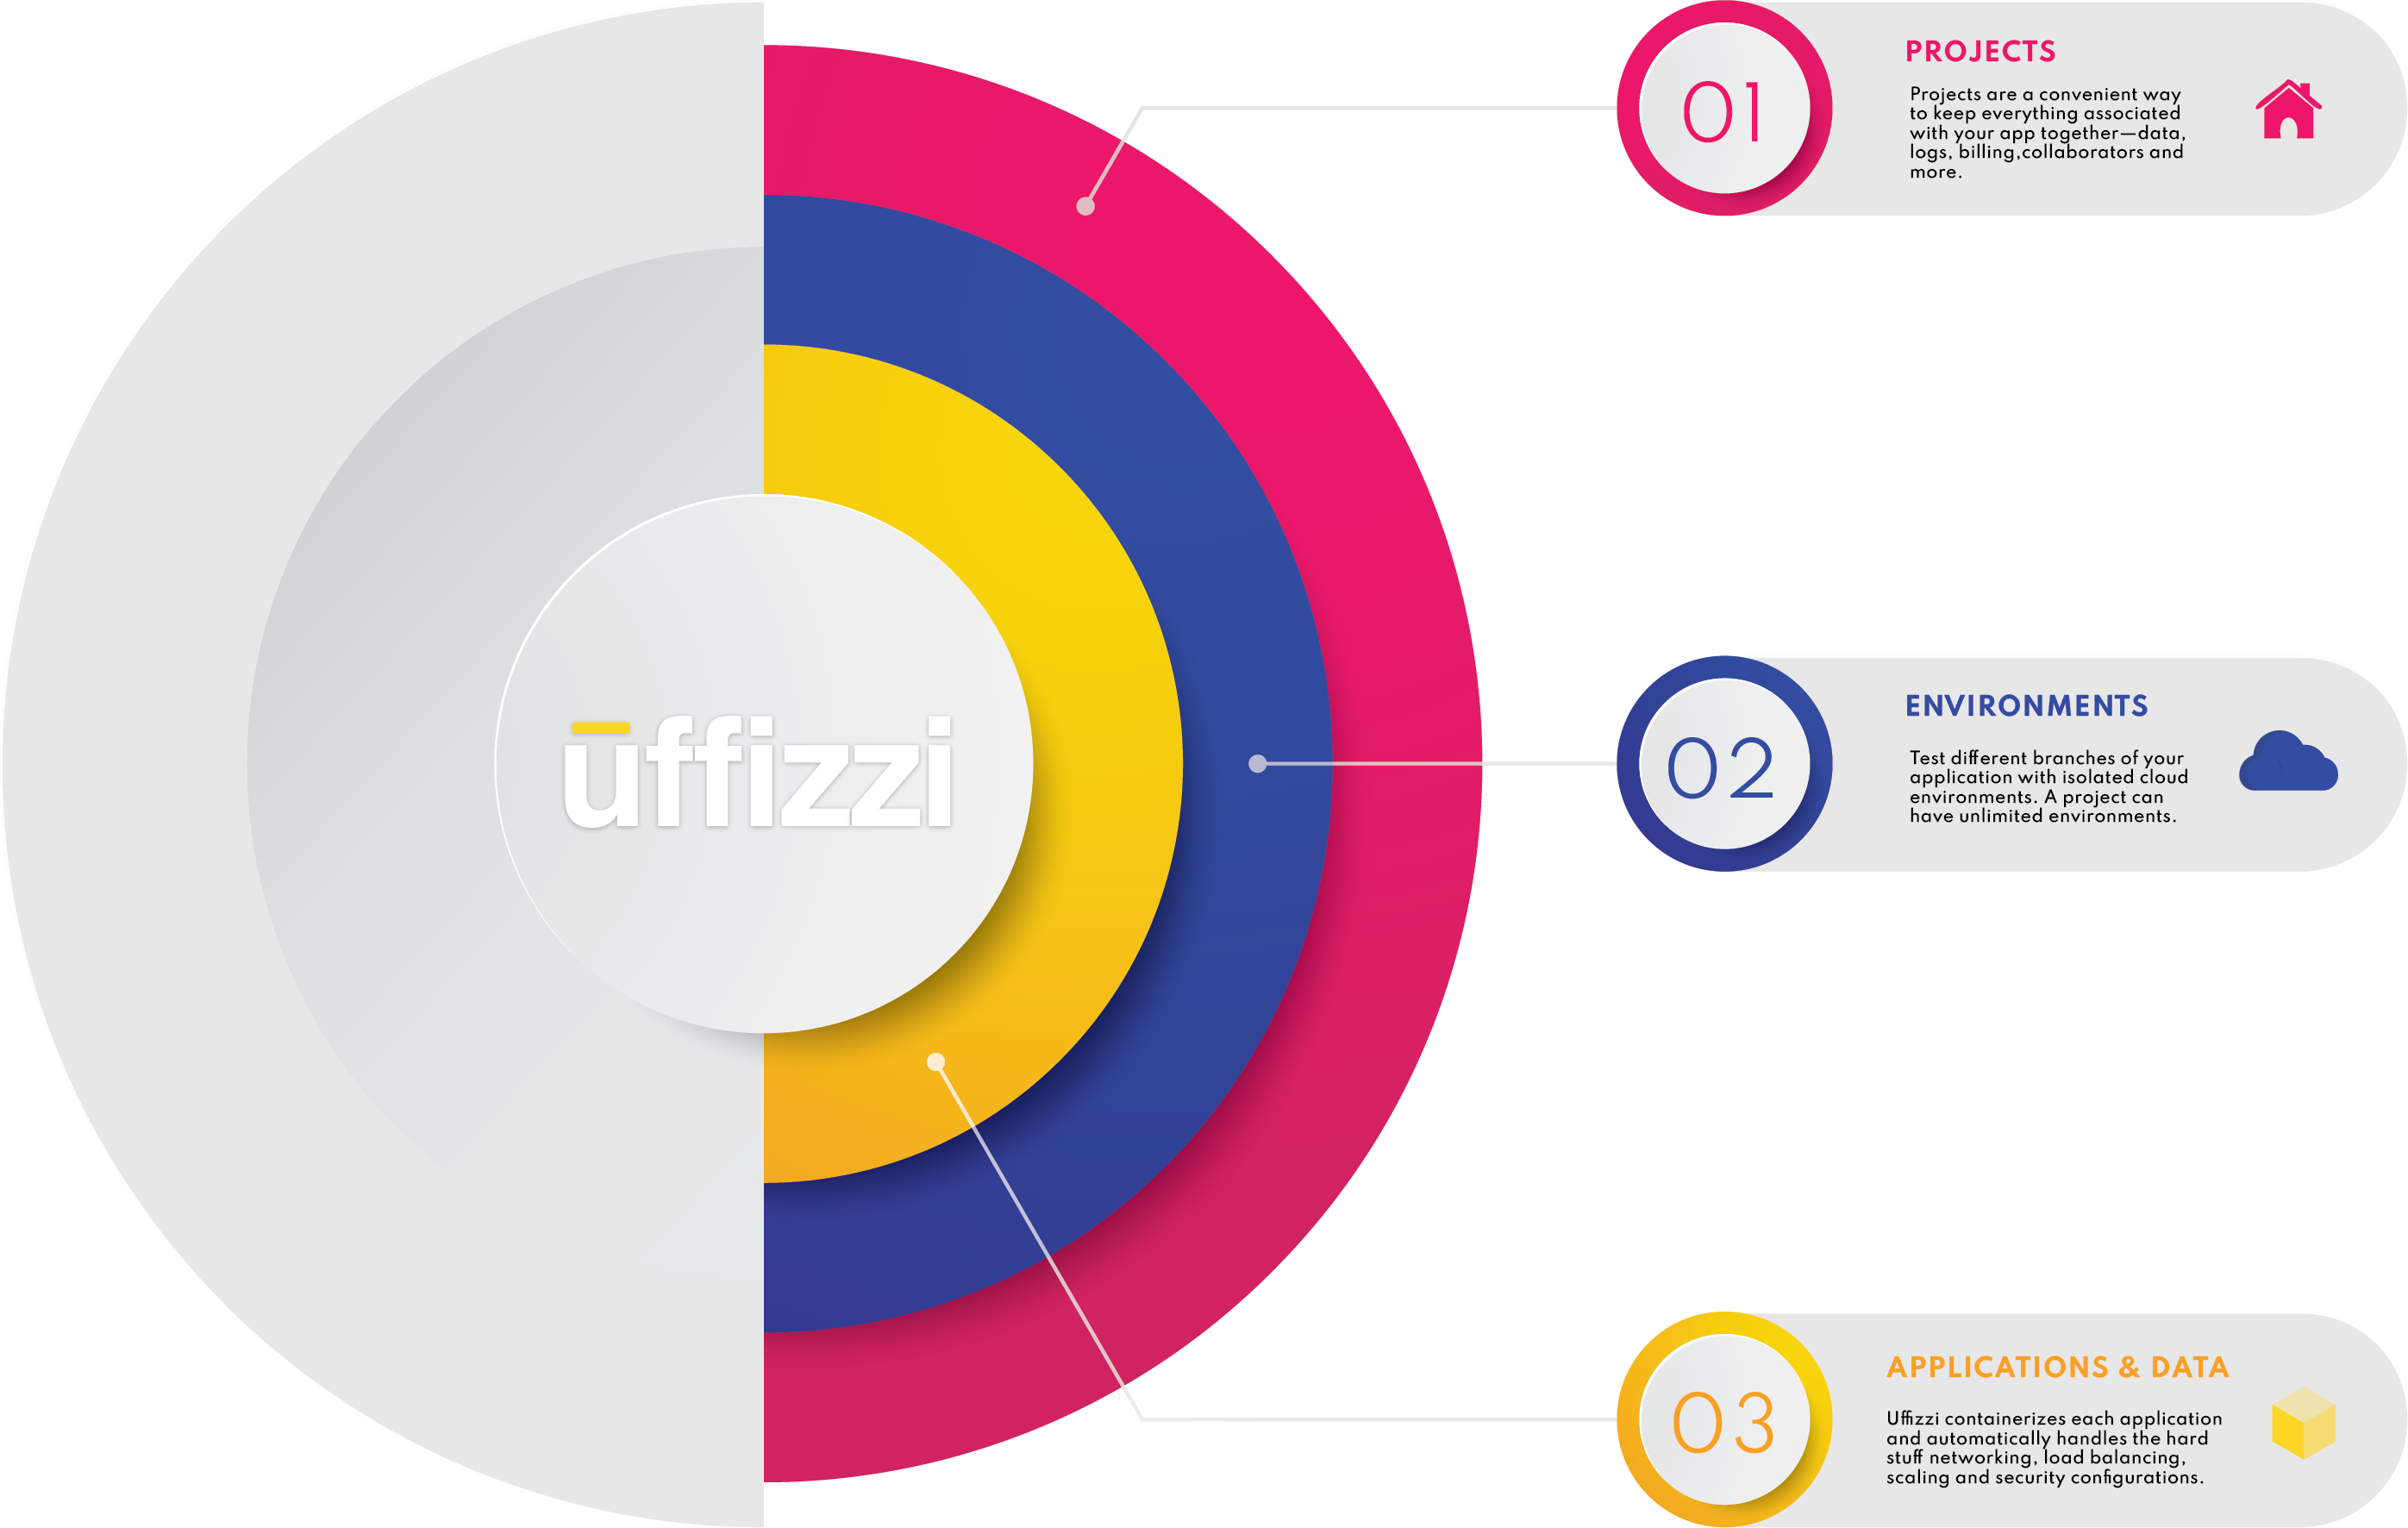 ūffizzi
01
PROJECTS
Projects are a convenient way
to keep everything associated
with your app together—data,
logs, billing,collaborators and
more.
02
ENVIRONMENTS
Test different branches of your
application with isolated cloud
environments. A project can
have unlimited environments.
03
APPLICATIONS & DATA
Uffizzi containerizes each application
and automatically handles the hard
stuff networking, load balancing,
scaling and security configurations.